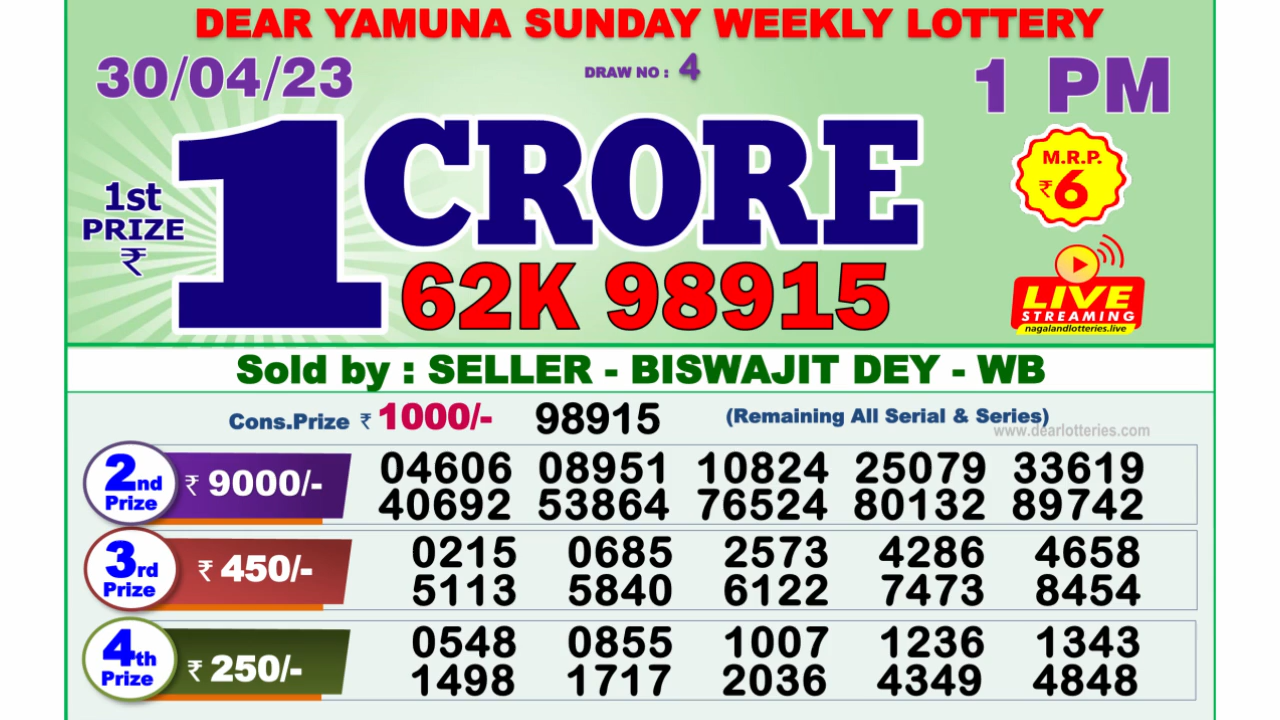 DEAR YAMUNA SUNDAY WEEKLY LOTTERY
30/04/23 DRAW NO : 4 1 PM
1st PRIZE ₹ 1 CRORE
M.R.P. ₹6
62K 98915
LIVE STREAMING
nagalandlotteries.live
Sold by : SELLER - BISWAJIT DEY - WB
Cons.Prize ₹ 1000/- 98915 (Remaining All Serial & Series)
www.dearlotteries.com
2nd Prize ₹ 9000/-
04606 08951 10824 25079 33619
40692 53864 76524 80132 89742
3rd Prize ₹ 450/-
0215 0685 2573 4286 4658
5113 5840 6122 7473 8454
4th Prize ₹ 250/-
0548 0855 1007 1236 1343
1498 1717 2036 4349 4848